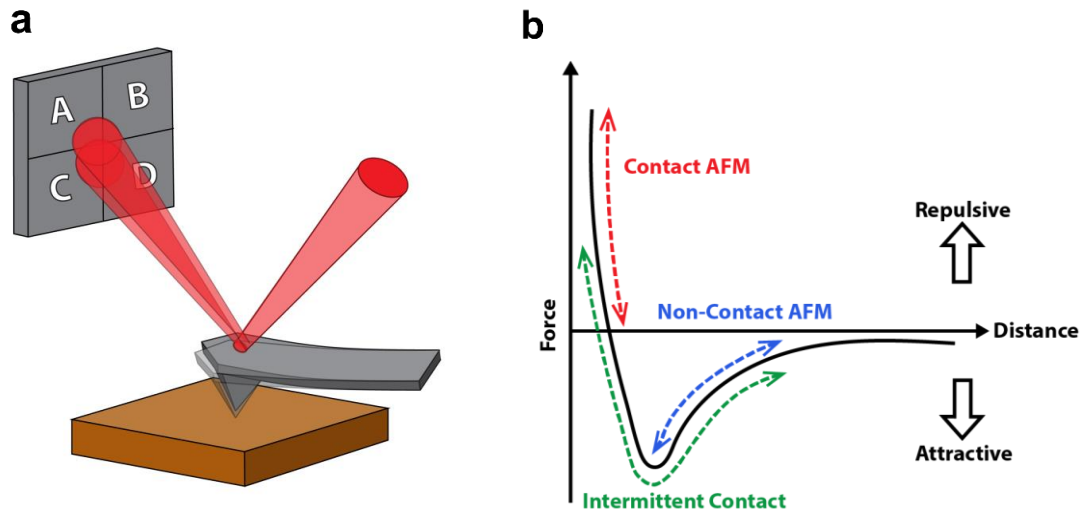 a
A
B
C
D
b
Contact AFM
Repulsive
Non-Contact AFM
Force
Distance
Attractive
Intermittent Contact